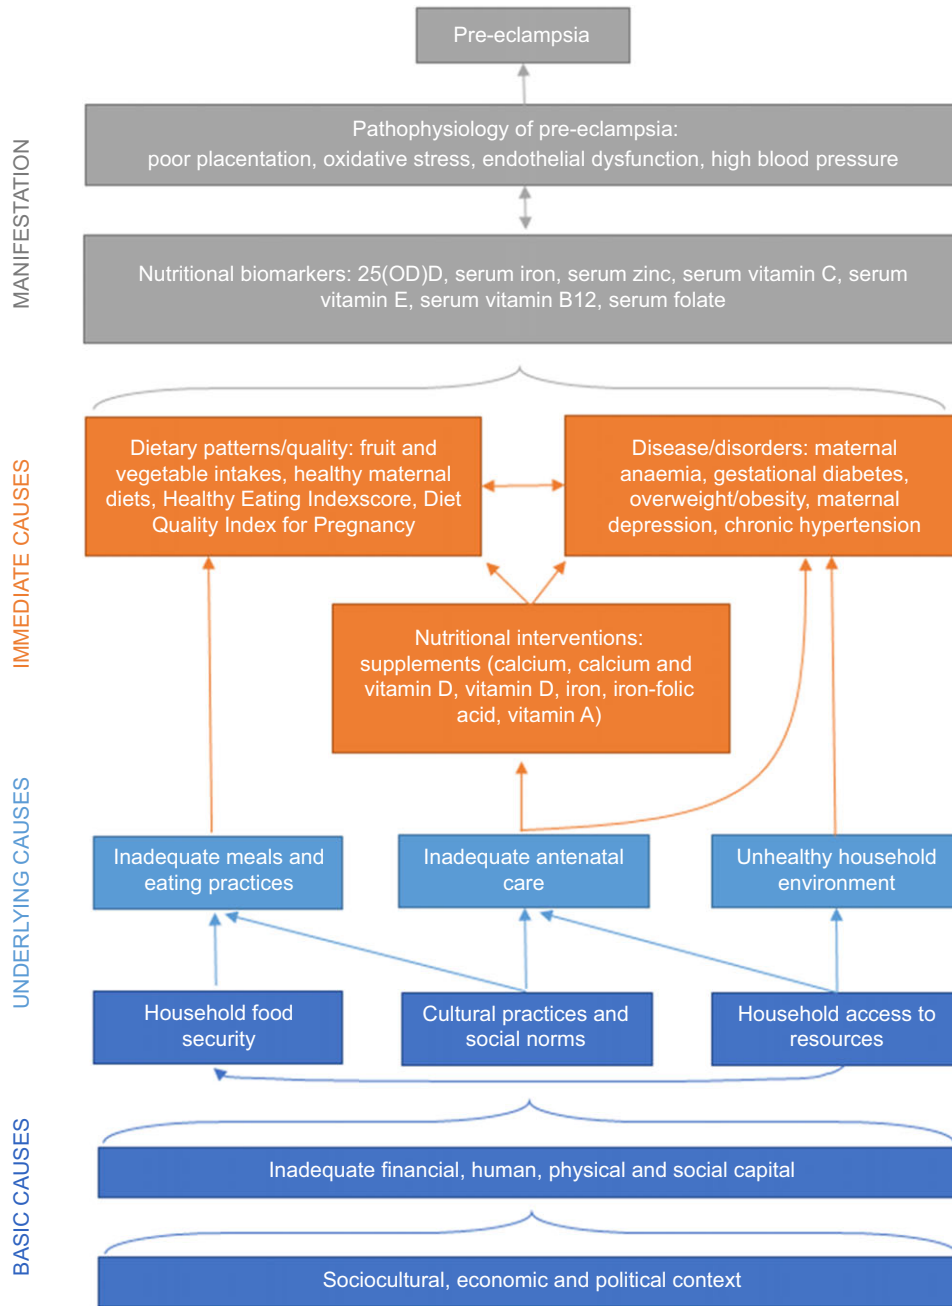 Pre-eclampsia
Pathophysiology of pre-eclampsia:
poor placentation, oxidative stress, endothelial dysfunction, high blood pressure
MANIFESTATION
Nutritional biomarkers: 25(OD)D, serum iron, serum zinc, serum vitamin C, serum
vitamin E, serum vitamin B12, serum folate
IMMEDIATE CAUSES
Dietary patterns/quality: fruit and
vegetable intakes, healthy maternal
diets, Healthy Eating Indexscore, Diet
Quality Index for Pregnancy
Disease/disorders: maternal
anaemia, gestational diabetes,
overweight/obesity, maternal
depression, chronic hypertension
Nutritional interventions:
supplements (calcium, calcium and
vitamin D, vitamin D, iron, iron-folic
acid, vitamin A)
UNDERLYING CAUSES
Inadequate meals and
eating practices
Inadequate antenatal
care
Unhealthy household
environment
Household food
security
Cultural practices and
social norms
Household access to
resources
BASIC CAUSES
Inadequate financial, human, physical and social capital
Sociocultural, economic and political context